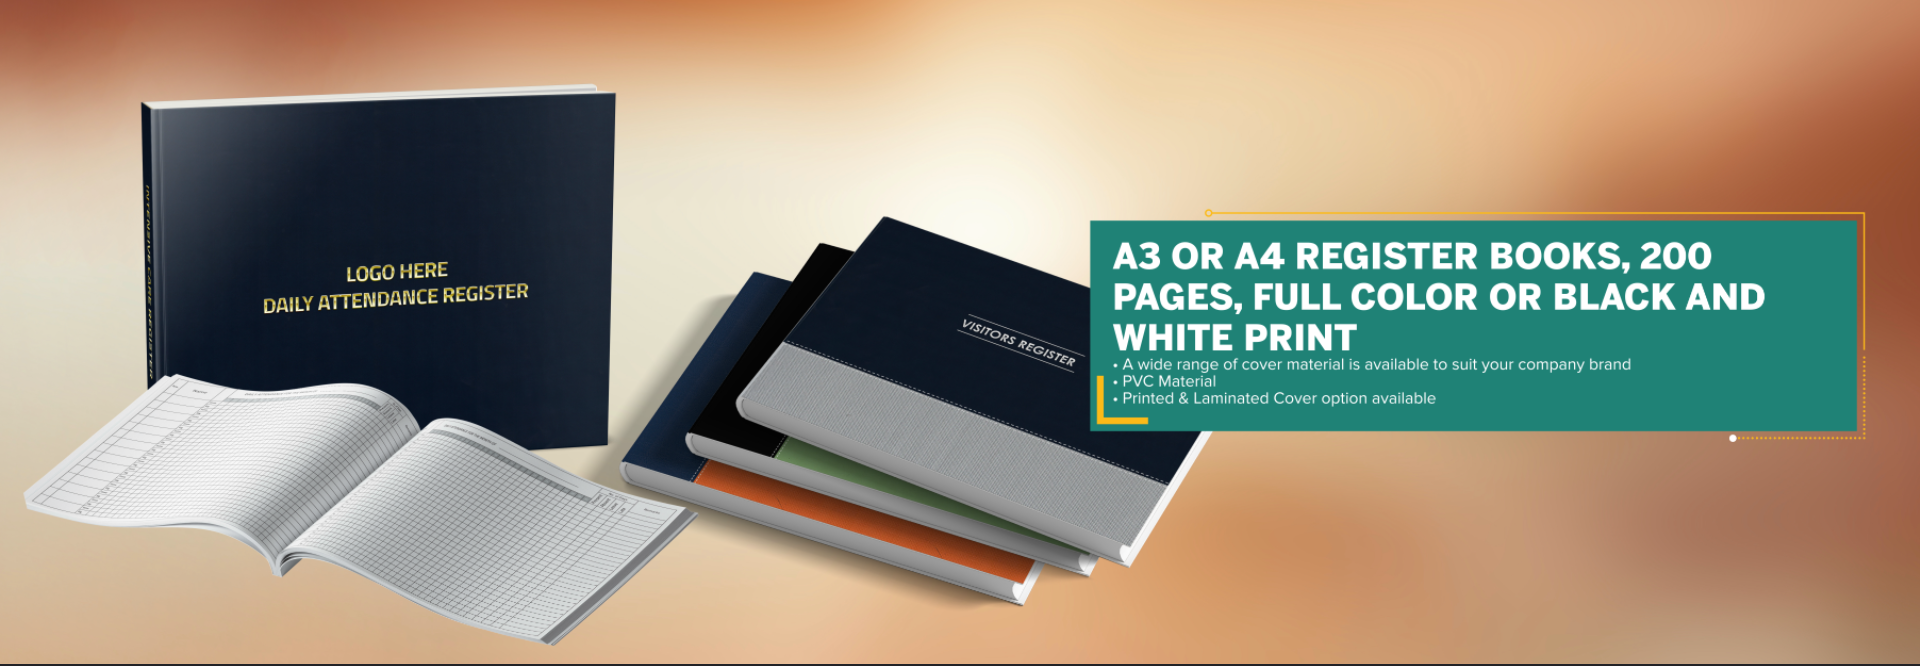 LOGO HERE
DAILY ATTENDANCE REGISTER
INTENSIVE CARE REGISTER
VISITORS REGISTER
A3 OR A4 REGISTER BOOKS, 200
PAGES, FULL COLOR OR BLACK AND
WHITE PRINT
• A wide range of cover material is available to suit your company brand
• PVC Material
• Printed & Laminated Cover option available